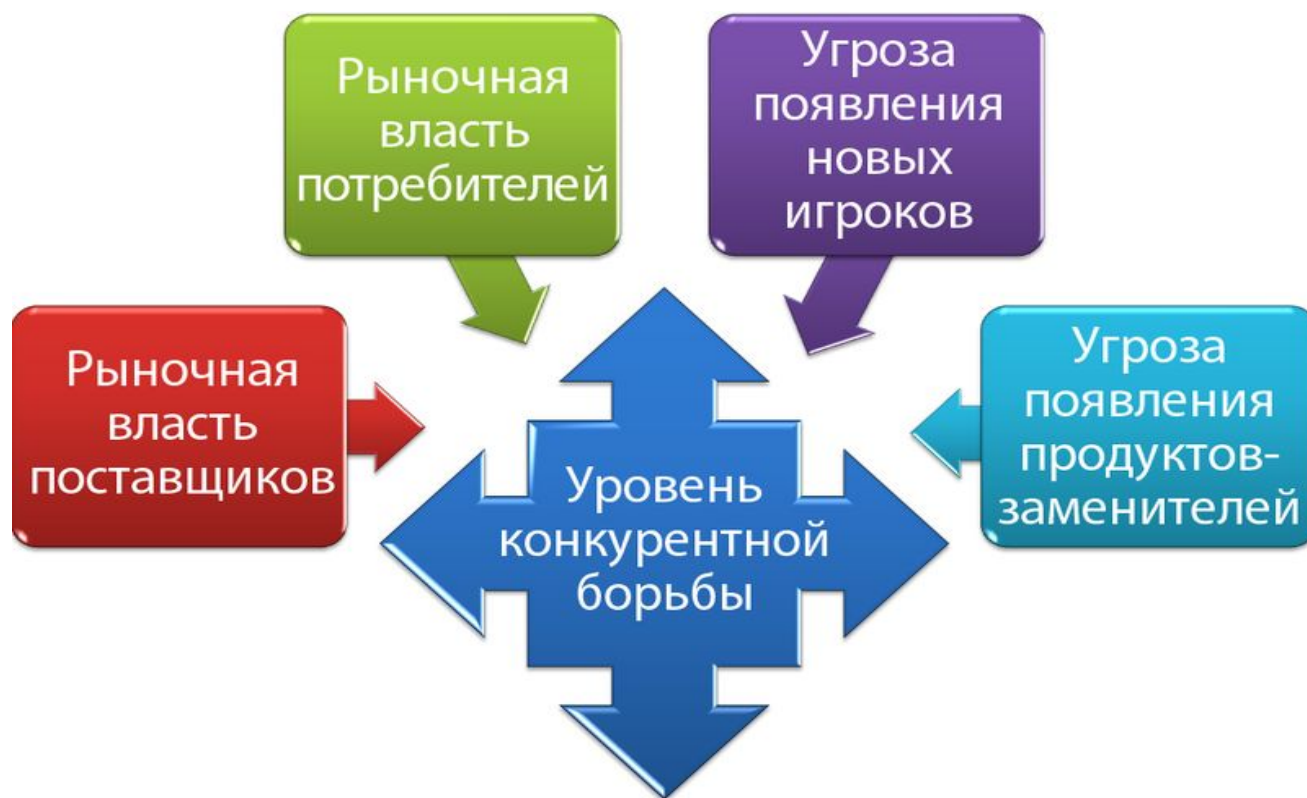 Рыночная
власть
потребителей
Угроза
появления
новых
игроков
Рыночная
власть
поставщиков
Угроза
появления
продуктов-
заменителей
Уровень
конкурентной
борьбы